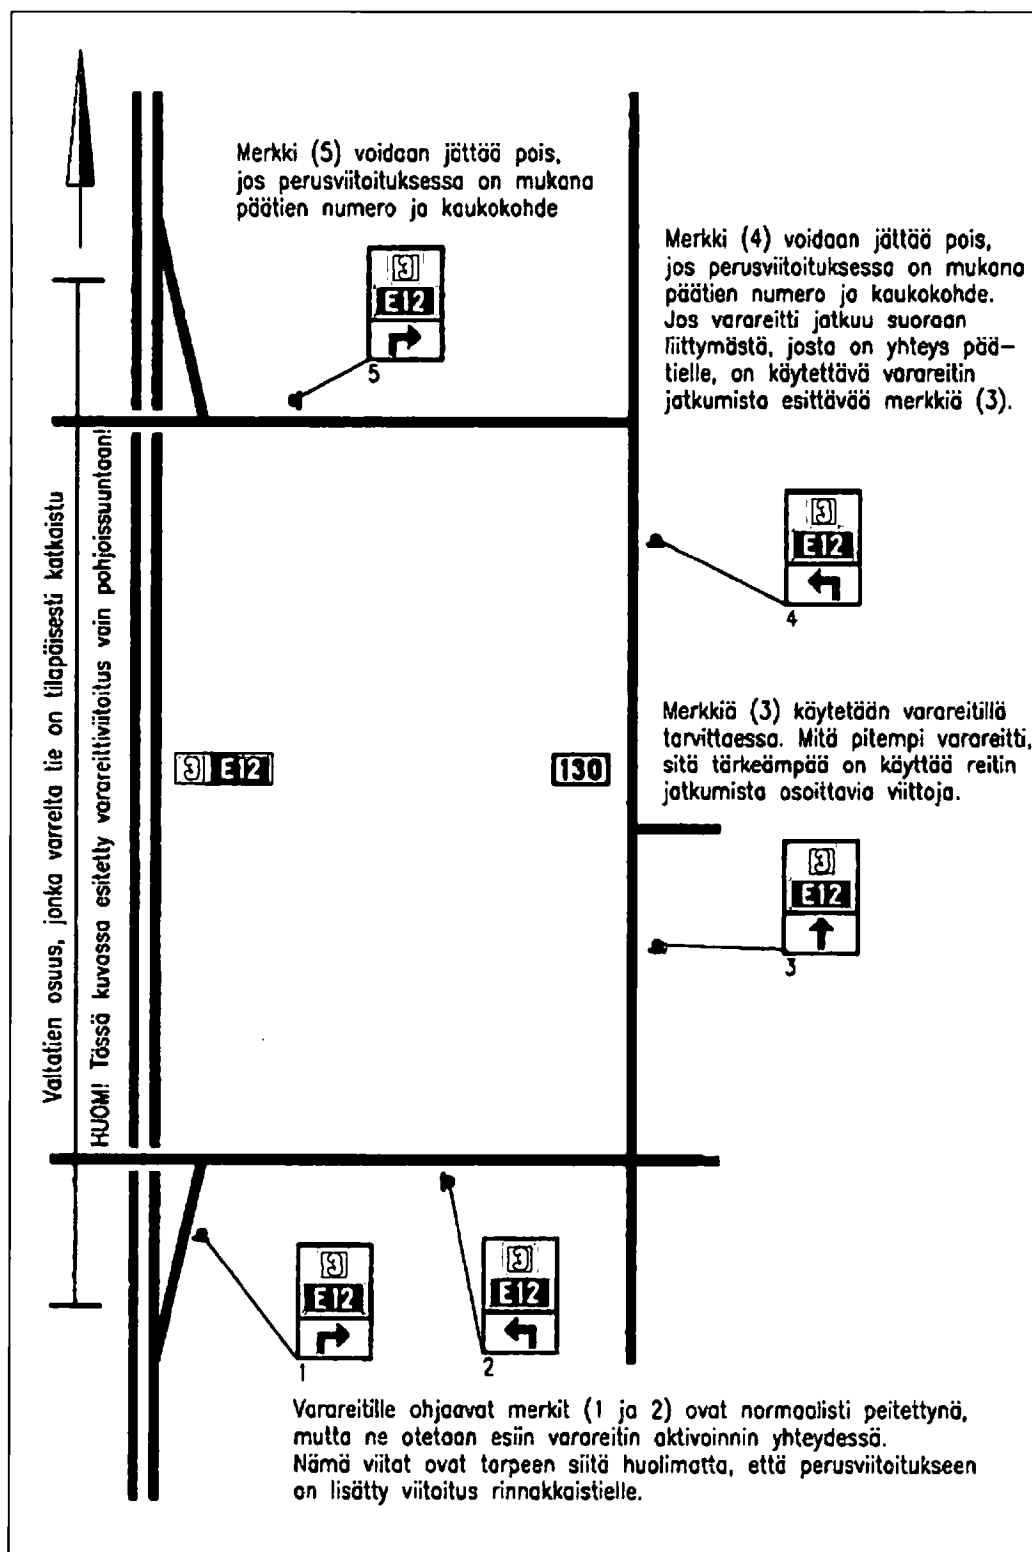 Merkki (5) voidaan jättää pois,
jos perusviitoituksessa on mukana
päätien numero ja kaukokohde
3
E12
5
Merkki (4) voidaan jättää pois,
jos perusviitoituksessa on mukana
päätien numero ja kaukokohde.
Jos varareitti jatkuu suoraan
liittymästä, josta on yhteys pää-
tielle, on käytettävä varareitin
jatkumista esittävää merkkiä (3).
3
E12
4
Valtatien osuus, jonka varrelta tie on tilapäisesti katkaistu
HUOM! Tässä kuvassa esitetty varareittiviitoitus vain pohjoissuuntaan!
3 E12
130
Merkkiä (3) käytetään varareitillä
tarvittaessa. Mitä pitempi varareitti,
sitä tärkeämpää on käyttää reitin
jatkumista osoittavia viittoja.
3
E12
3
3
E12
1
3
E12
2
Varareitille ohjaavat merkit (1 ja 2) ovat normaalisti peitettynä,
mutta ne otetaan esiin varareitin aktivoinnin yhteydessä.
Nämä viitat ovat tarpeen siitä huolimatta, että perusviitoitukseen
on lisätty viitoitus rinnakkaistielle.